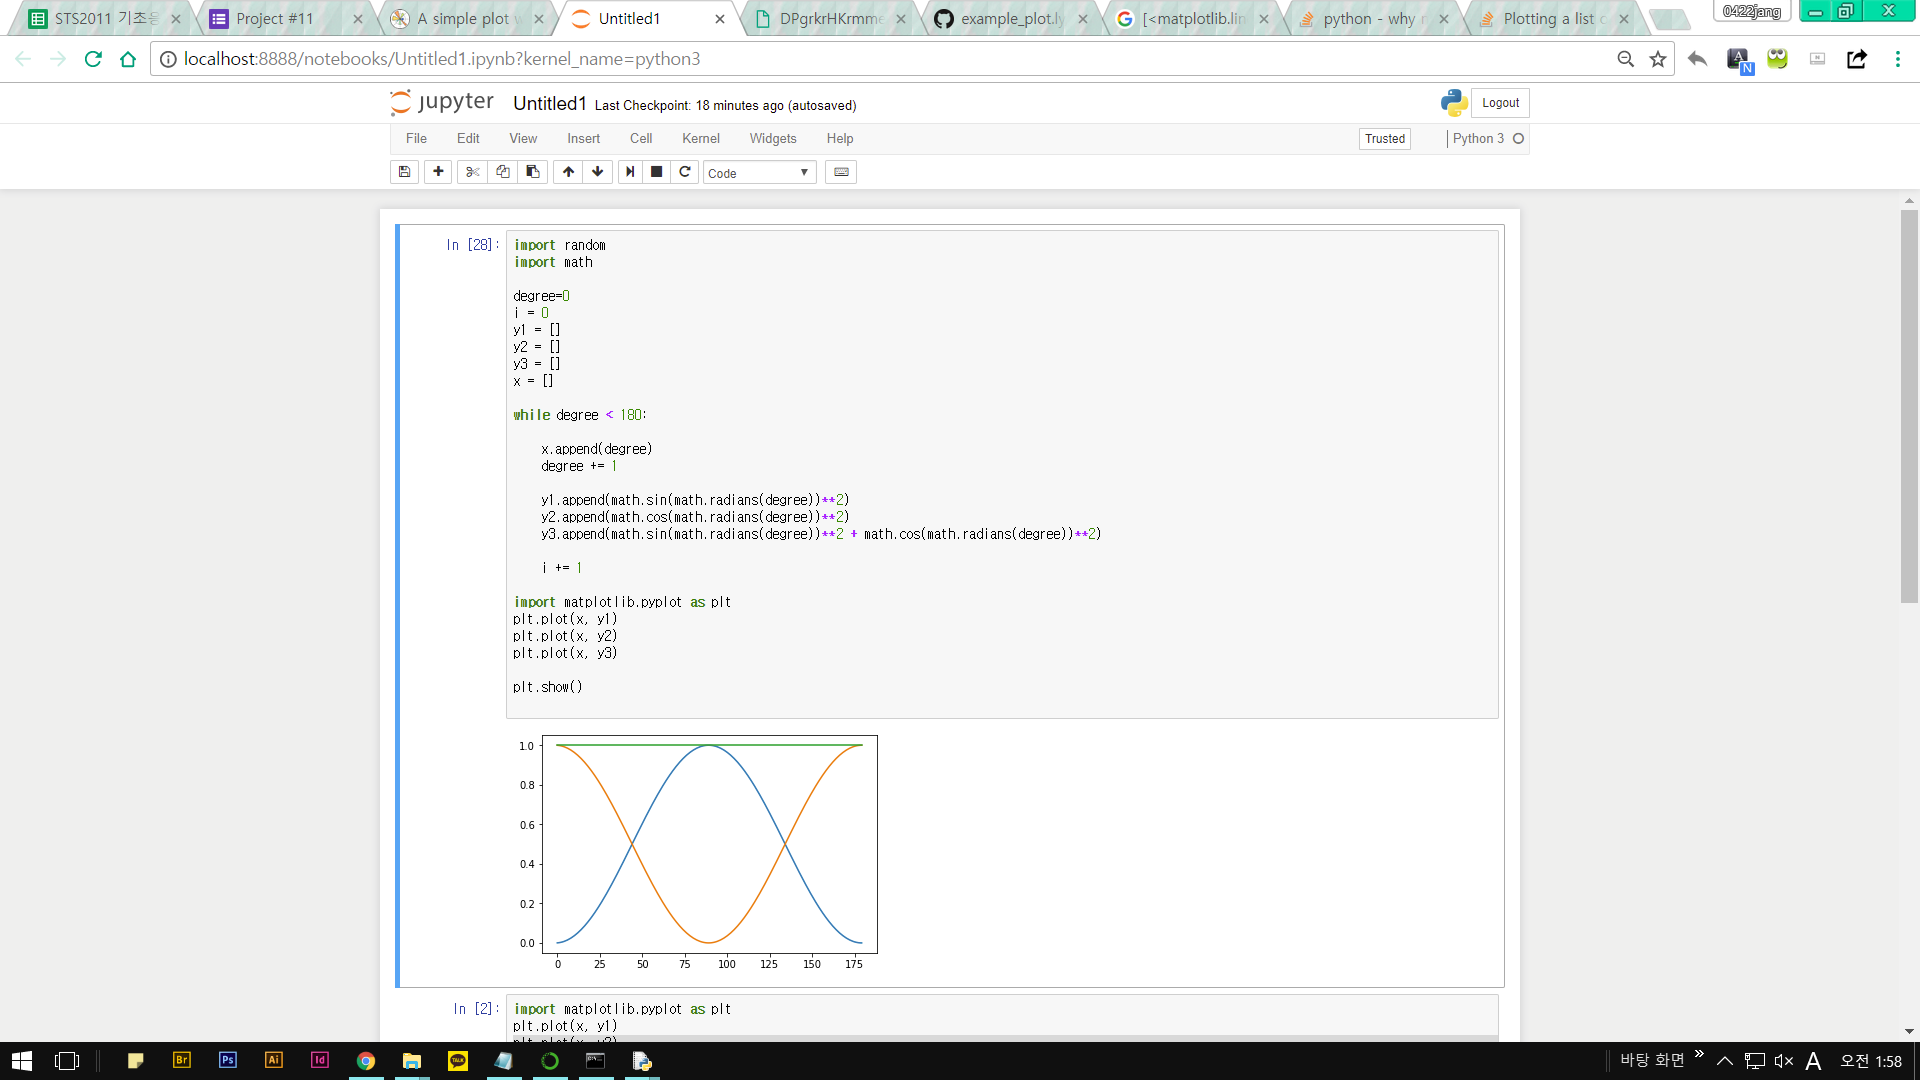 STS2011 기초
Project #11
A simple plot
Untitled1
DPgrkrHKrmme
example_plot.ly
[<matplotlib.lin
python - why
Plotting a list
0422jang
localhost:8888/notebooks/Untitled1.ipynb?kernel_name=python3
jupyter Untitled1 Last Checkpoint: 18 minutes ago (autosaved)
Logout
File Edit View Insert Cell Kernel Widgets Help
Trusted
Python 3
Code
In [28]:
import random
import math
degree=0
i = 0
y1 = []
y2 = []
y3 = []
x = []
while degree < 180:
x.append(degree)
degree += 1
y1.append(math.sin(math.radians(degree))**2)
y2.append(math.cos(math.radians(degree))**2)
y3.append(math.sin(math.radians(degree))**2 + math.cos(math.radians(degree))**2)
i += 1
import matplotlib.pyplot as plt
plt.plot(x, y1)
plt.plot(x, y2)
plt.plot(x, y3)
plt.show()
1.0
0.8
0.6
0.4
0.2
0.0
0 25 50 75 100 125 150 175
In [2]:
import matplotlib.pyplot as plt
plt.plot(x, y1)
Br
Ps
Ai
Id
TALK
바탕 화면
A
오전 1:58